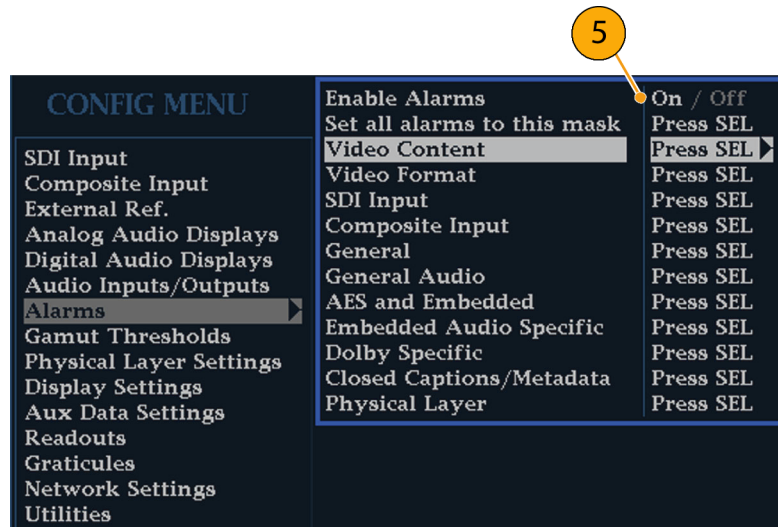 5
CONFIG MENU
SDI Input
Composite Input
External Ref.
Analog Audio Displays
Digital Audio Displays
Audio Inputs/Outputs
Alarms
Gamut Thresholds
Physical Layer Settings
Display Settings
Aux Data Settings
Readouts
Graticules
Network Settings
Utilities
Enable Alarms On / Off
Set all alarms to this mask Press SEL
Video Content Press SEL
Video Format Press SEL
SDI Input Press SEL
Composite Input Press SEL
General Press SEL
General Audio Press SEL
AES and Embedded Press SEL
Embedded Audio Specific Press SEL
Dolby Specific Press SEL
Closed Captions/Metadata Press SEL
Physical Layer Press SEL